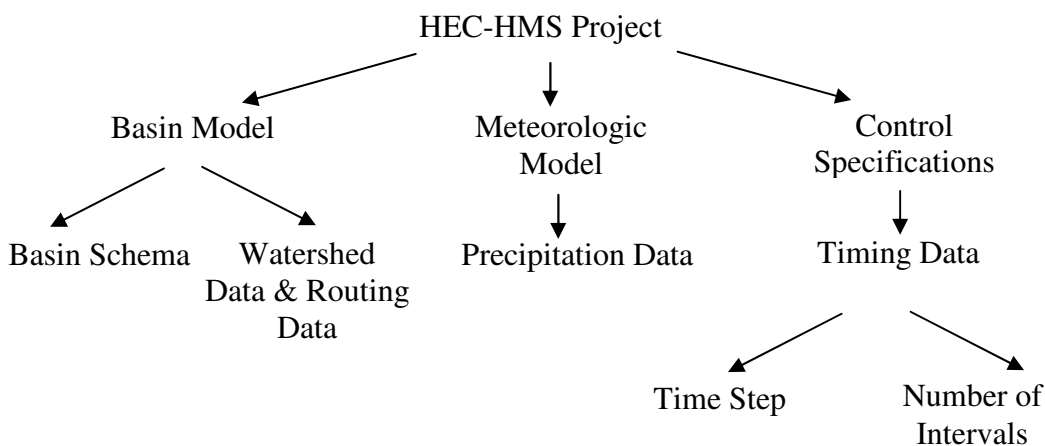 HEC-HMS Project
Basin Model
Meteorologic
Model
Control
Specifications
Basin Schema
Watershed
Data & Routing
Data
Precipitation Data
Timing Data
Time Step
Number of
Intervals